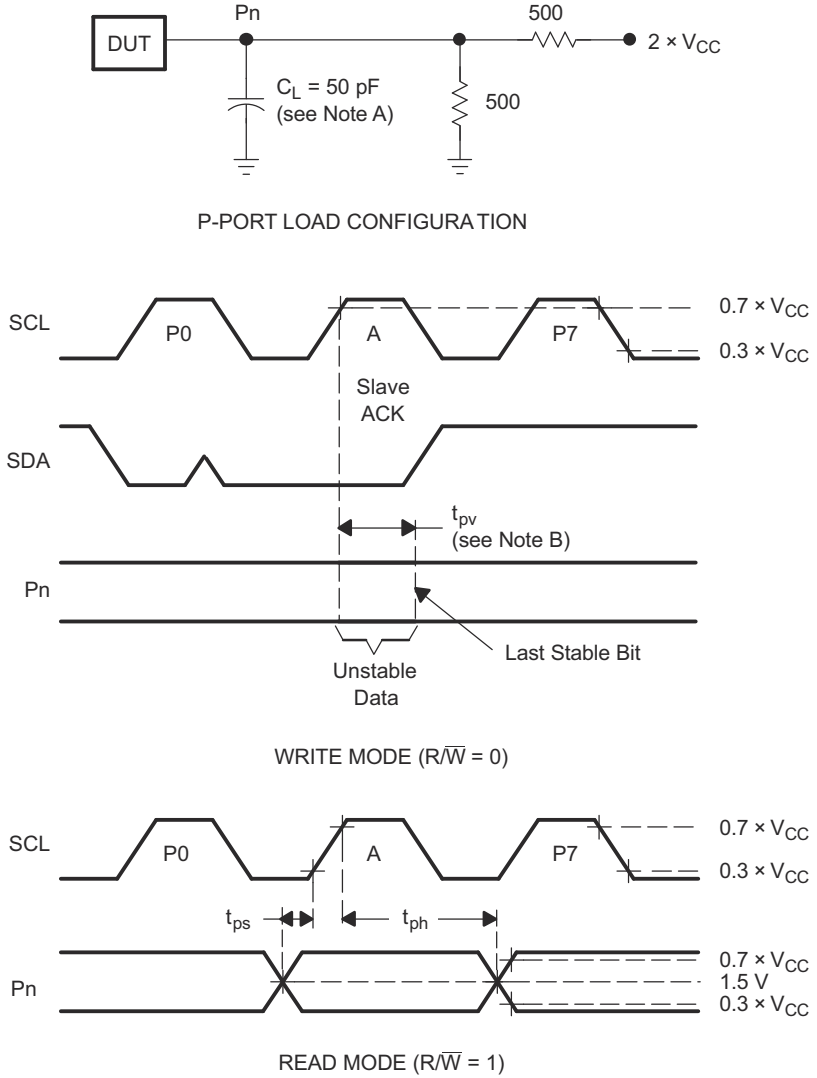 Pn
500
DUT
2 × VCC
CL = 50 pF
(see Note A)
500
P-PORT LOAD CONFIGURATION
SCL
P0
A
P7
0.7 × VCC
0.3 × VCC
Slave
ACK
SDA
tpv
(see Note B)
Pn
Last Stable Bit
Unstable
Data
WRITE MODE (R/W̅ = 0)
SCL
P0
A
P7
0.7 × VCC
0.3 × VCC
tps
tph
Pn
0.7 × VCC
1.5 V
0.3 × VCC
READ MODE (R/W̅ = 1)